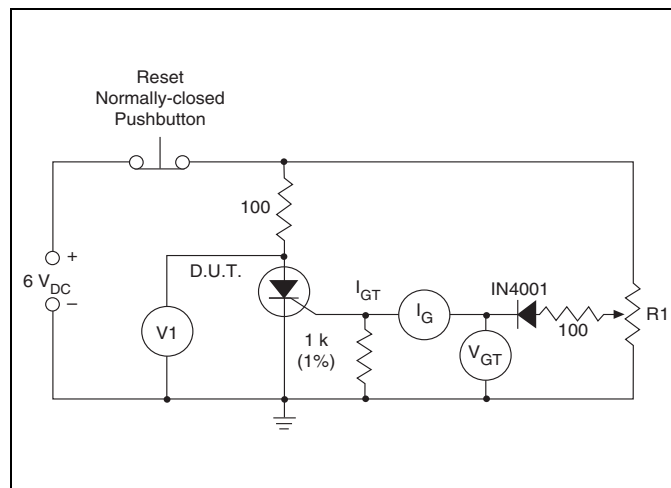 Reset
Normally-closed
Pushbutton
100
+
6 VDC
–
D.U.T.
V1
IGT
1 k
(1%)
IG
IN4001
VGT
100
R1